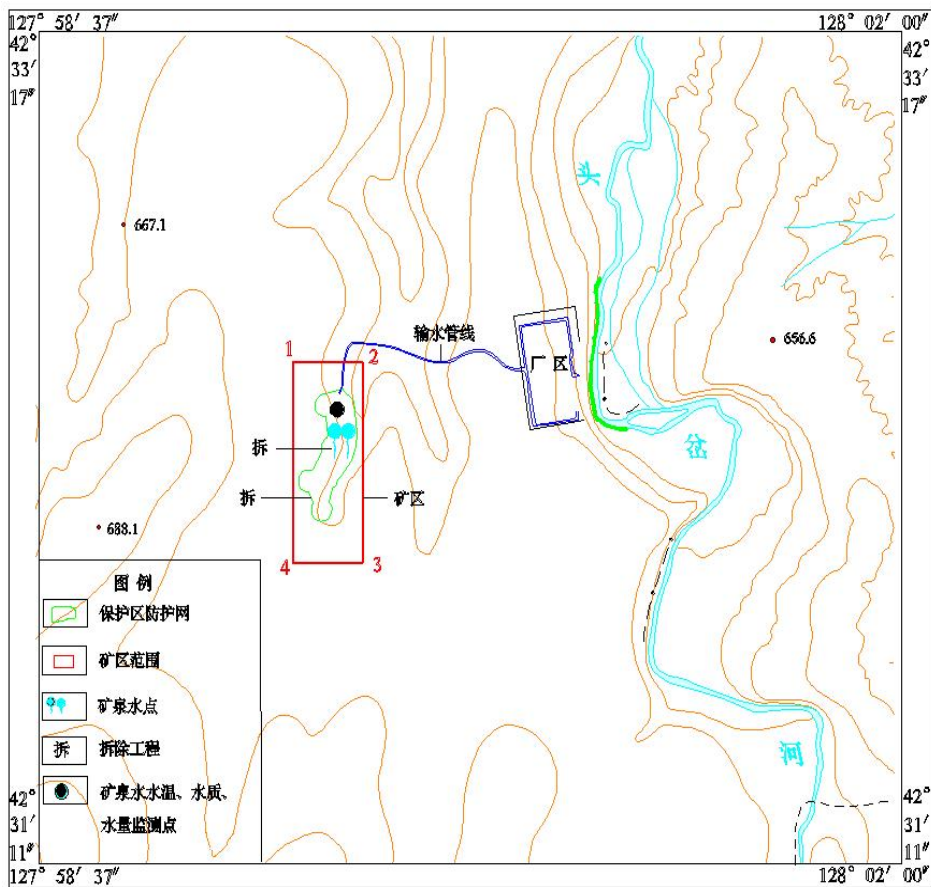 127° 58′ 37″
128° 02′ 00″
42°
33′
17″
42°
33′
17″
头
667.1
输水管线
656.6
1
2
厂 区
拆
岔
拆
矿区
688.1
4
3
图 例
保护区防护网
矿区范围
矿泉水点
拆
拆除工程
矿泉水水温、水质、
水量监测点
河
42°
31′
11″
42°
31′
11″
127° 58′ 37″
128° 02′ 00″